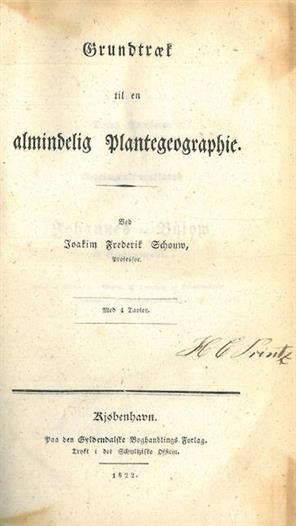 Grundtræk
til en
almindelig Plantegeographie.
Ved
Joakim Frederik Schouw,
Professor.
Med 4 Tavler.
H C Printz
Kjøbenhavn.
Paa den Gyldendalske Boghandlings Forlag.
Trykt i det Schultziske Officin.
1822.